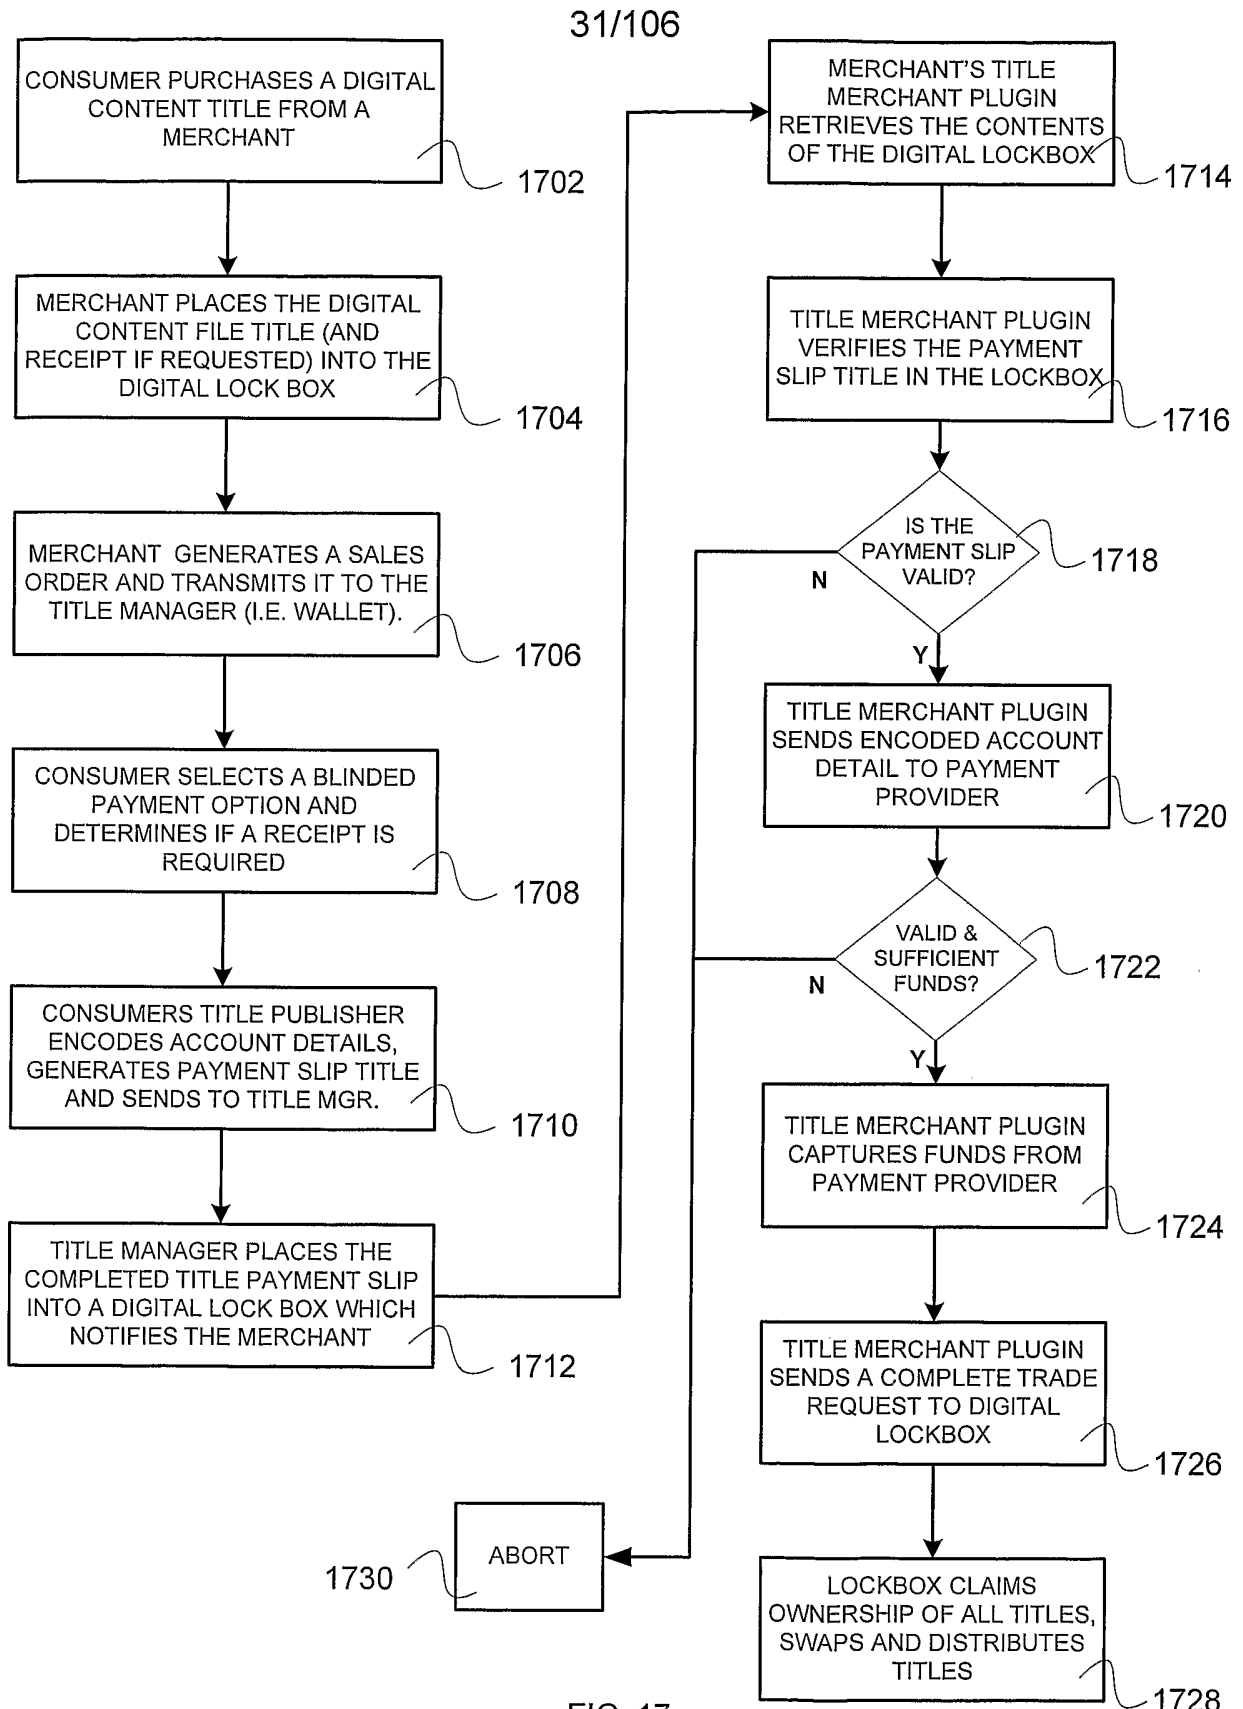 31/106
CONSUMER PURCHASES A DIGITAL
CONTENT TITLE FROM A
MERCHANT
1702
MERCHANT PLACES THE DIGITAL
CONTENT FILE TITLE (AND
RECEIPT IF REQUESTED) INTO THE
DIGITAL LOCK BOX
1704
MERCHANT GENERATES A SALES
ORDER AND TRANSMITS IT TO THE
TITLE MANAGER (I.E. WALLET).
1706
CONSUMER SELECTS A BLINDED
PAYMENT OPTION AND
DETERMINES IF A RECEIPT IS
REQUIRED
1708
CONSUMERS TITLE PUBLISHER
ENCODES ACCOUNT DETAILS,
GENERATES PAYMENT SLIP TITLE
AND SENDS TO TITLE MGR.
1710
TITLE MANAGER PLACES THE
COMPLETED TITLE PAYMENT SLIP
INTO A DIGITAL LOCK BOX WHICH
NOTIFIES THE MERCHANT
1712
MERCHANT'S TITLE
MERCHANT PLUGIN
RETRIEVES THE CONTENTS
OF THE DIGITAL LOCKBOX
1714
TITLE MERCHANT PLUGIN
VERIFIES THE PAYMENT
SLIP TITLE IN THE LOCKBOX
1716
IS THE
PAYMENT SLIP
VALID?
1718
N
Y
TITLE MERCHANT PLUGIN
SENDS ENCODED ACCOUNT
DETAIL TO PAYMENT
PROVIDER
1720
VALID &
SUFFICIENT
FUNDS?
1722
N
Y
TITLE MERCHANT PLUGIN
CAPTURES FUNDS FROM
PAYMENT PROVIDER
1724
TITLE MERCHANT PLUGIN
SENDS A COMPLETE TRADE
REQUEST TO DIGITAL
LOCKBOX
1726
ABORT
1730
LOCKBOX CLAIMS
OWNERSHIP OF ALL TITLES,
SWAPS AND DISTRIBUTES
TITLES
1728
FIG. 17